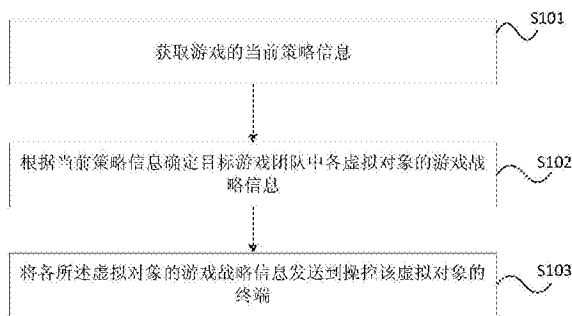 S101
获取游戏的当前策略信息
S102
根据当前策略信息确定目标游戏团队中各虚拟对象的游戏战
略信息
S103
将各所述虚拟对象的游戏战略信息发送到操控该虚拟对象的
终端